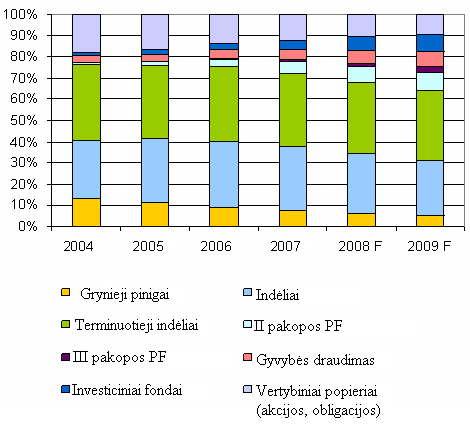 100%
90%
80%
70%
60%
50%
40%
30%
20%
10%
0%
2004 2005 2006 2007 2008 F 2009 F
Grynieji pinigai Indėliai
Terminuotieji indėliai II pakopos PF
III pakopos PF Gyvybės draudimas
Investiciniai fondai Vertybiniai popieriai
(akcijos, obligacijos)